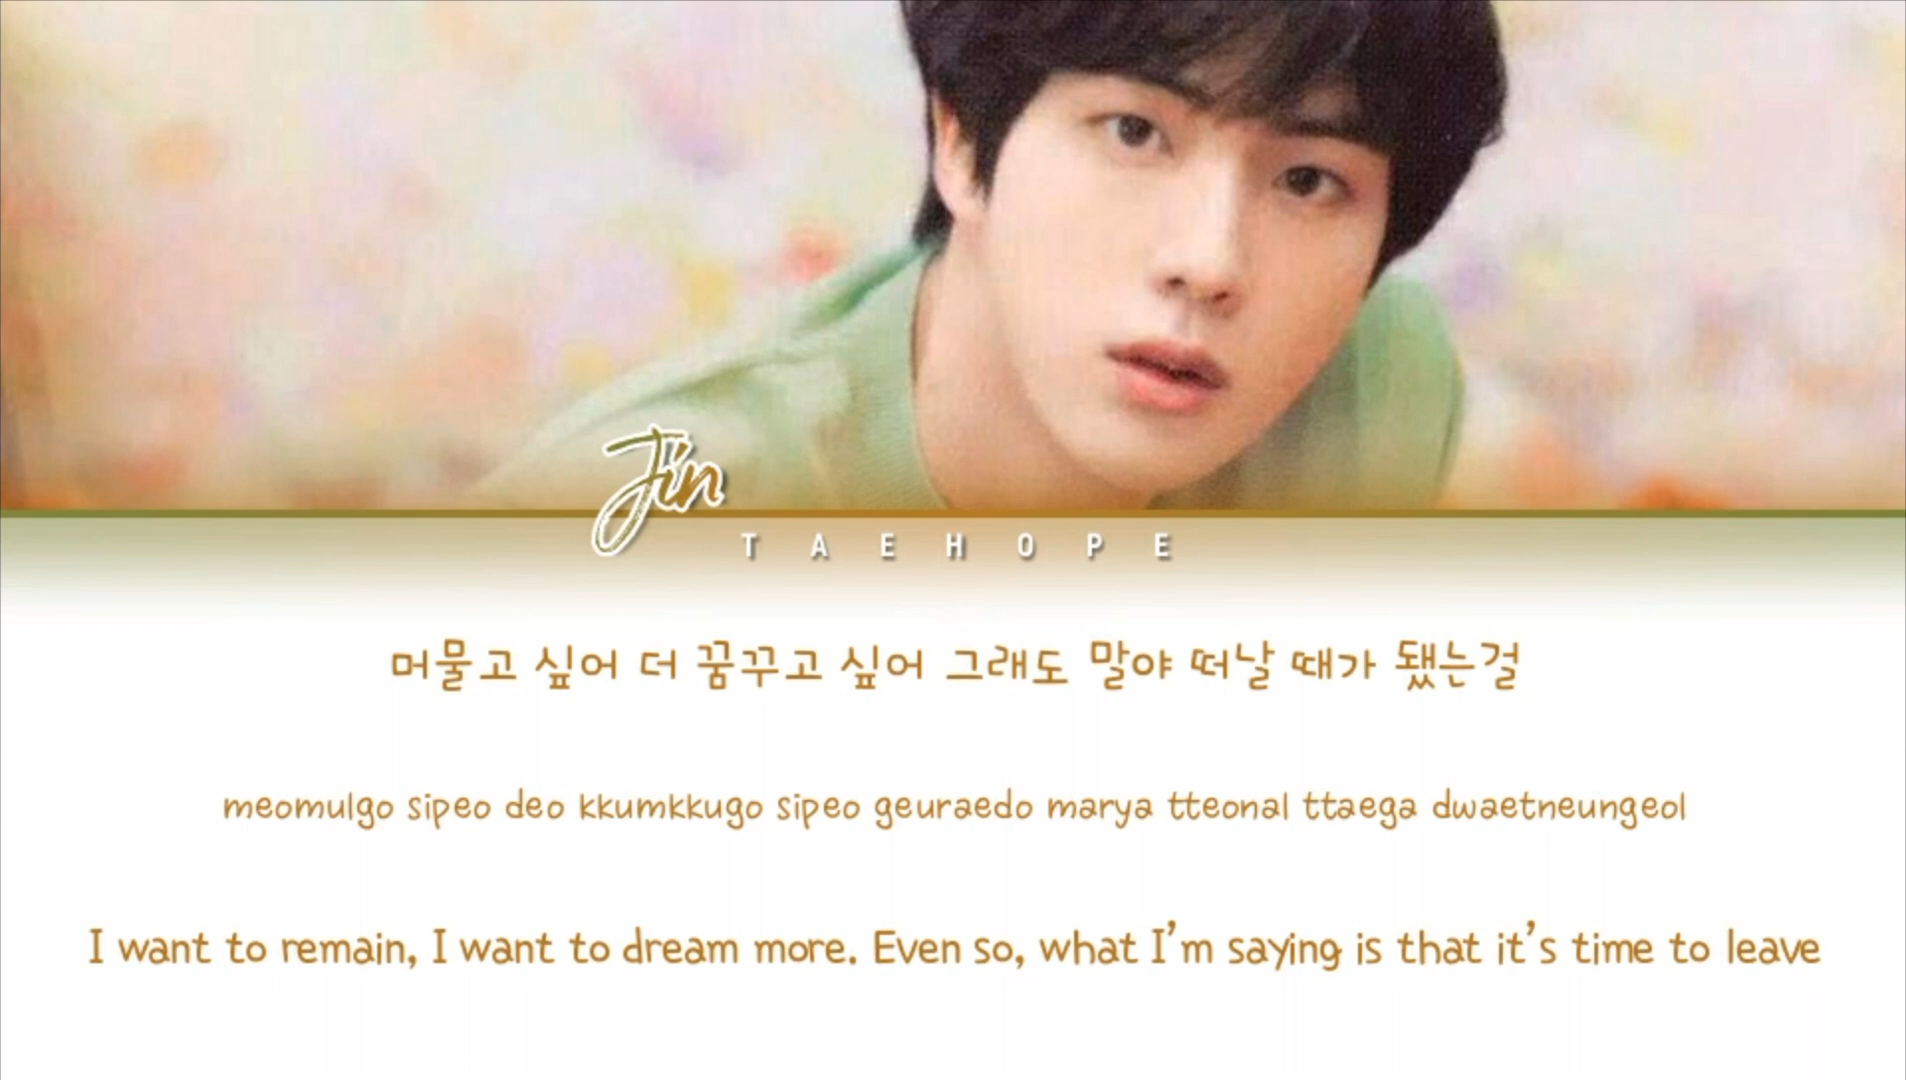 Jin
TAEHOPE
머물고 싶어 더 꿈꾸고 싶어 그래도 말야 떠날 때가 됐는걸
meomulgo sipeo deo kkumkkugo sipeo geuraedo marya tteonal ttaega dwaetneungeol
I want to remain, I want to dream more. Even so, what I'm saying is that it's time to leave